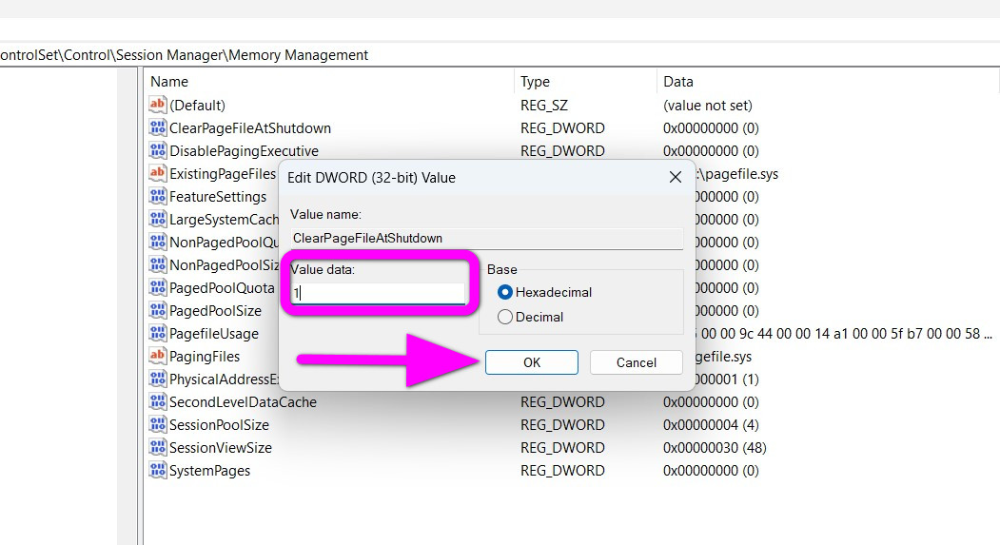 ontrolSet\Control\Session Manager\Memory Management
Name Type Data
(Default) REG_SZ (value not set)
ClearPageFileAtShutdown REG_DWORD 0x00000000 (0)
DisablePagingExecutive REG_DWORD 0x00000000 (0)
ExistingPageFiles :\pagefile.sys
FeatureSettings 000000 (0)
LargeSystemCach 000000 (0)
NonPagedPoolQu 000000 (0)
NonPagedPoolSiz 000000 (0)
PagedPoolQuota 000000 (0)
PagedPoolSize 000000 (0)
PagefileUsage 00 00 9c 44 00 00 14 a1 00 00 5f b7 00 00 58 ...
PagingFiles gefile.sys
PhysicalAddressE 000001 (1)
SecondLevelDataCache REG_DWORD 0x00000000 (0)
SessionPoolSize REG_DWORD 0x00000004 (4)
SessionViewSize REG_DWORD 0x00000030 (48)
SystemPages REG_DWORD 0x00000000 (0)
Edit DWORD (32-bit) Value
Value name:
ClearPageFileAtShutdown
Value data:
1
Base
Hexadecimal
Decimal
OK Cancel